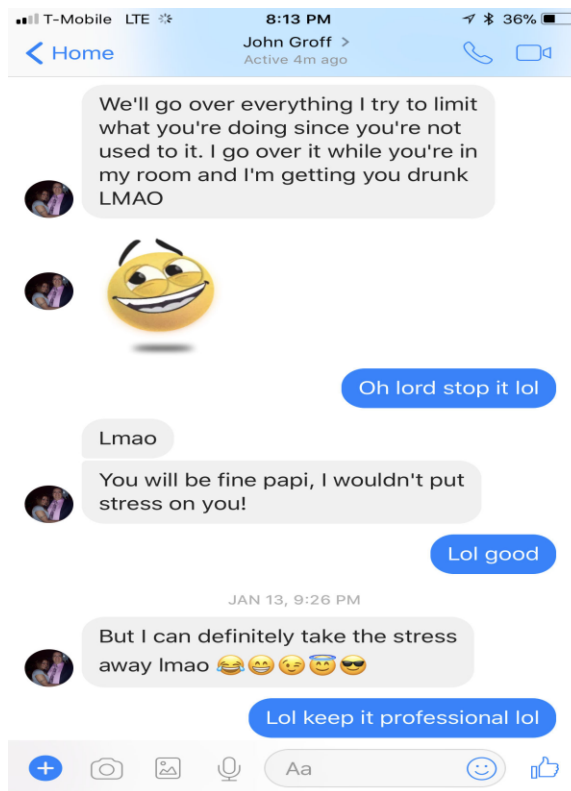 T-Mobile LTE 8:13 PM 36%
Home John Groff >
Active 4m ago
We'll go over everything I try to limit
what you're doing since you're not
used to it. I go over it while you're in
my room and I'm getting you drunk
LMAO
Oh lord stop it lol
Lmao
You will be fine papi, I wouldn't put
stress on you!
Lol good
JAN 13, 9:26 PM
But I can definitely take the stress
away lmao 😂😁😉😇😎
Lol keep it professional lol
Aa